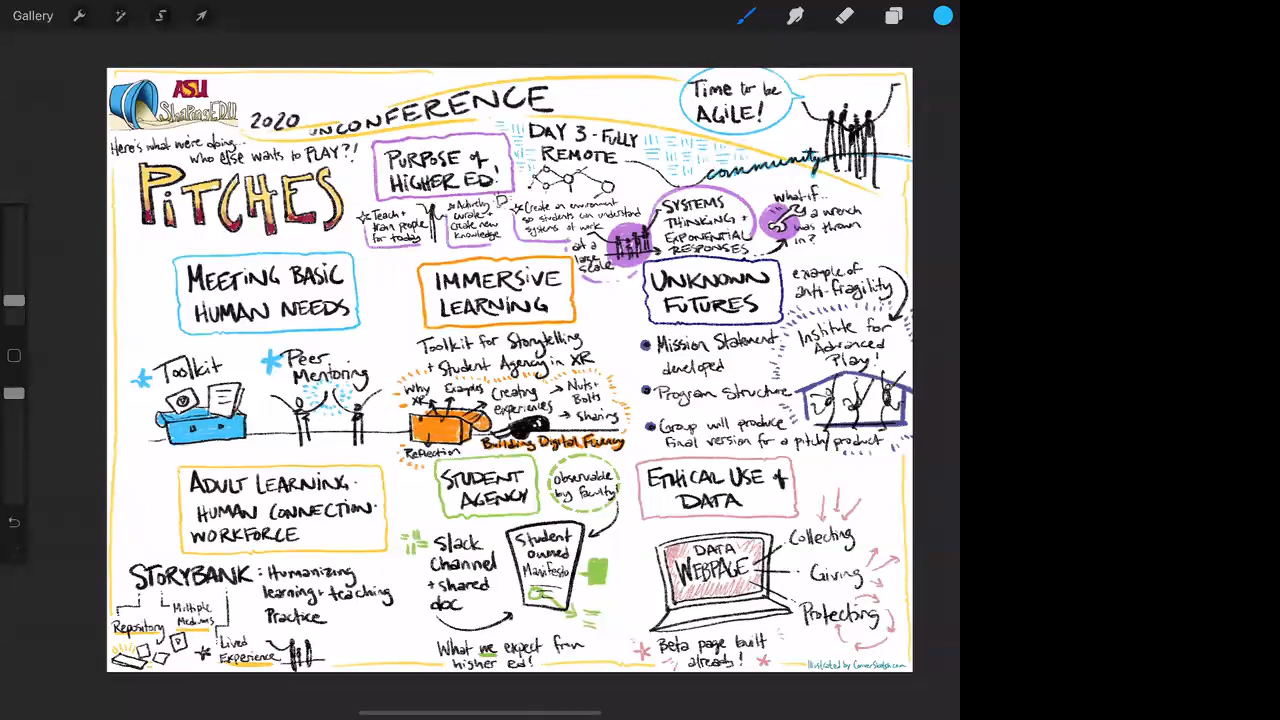 Gallery
ASU
ShapingEDU
2020 UNCONFERENCE
Time to be
AGILE!
Here's what we're doing...
who else wants to PLAY?!
PITCHES
PURPOSE of
HIGHER ED!
DAY 3 - FULLY
REMOTE
community
Teach +
train people
for today
Actively
curate +
create new
knowledge
Create an environment
so students can understand
systems at work
at a
large
scale
SYSTEMS
THINKING +
EXPONENTIAL
RESPONSES
what if...
a wrench
was thrown
in?
MEETING BASIC
HUMAN NEEDS
Toolkit
Peer
Mentoring
IMMERSIVE
LEARNING
Toolkit for Storytelling
+ Student Agency in XR
Why
XR
Examples
Creating
experiences
Nuts +
Bolts
sharing
Building Digital Fluency
Reflection
UNKNOWN
FUTURES
example of
anti-fragility
Mission Statement
developed
Program Structure
Group will produce
final version for a pitch/product
Institute for
Advanced
Play!
ADULT LEARNING.
HUMAN CONNECTION.
WORKFORCE
STORYBANK: Humanizing
learning + teaching
Practice
Repository
Multiple
Mediums
Lived
Experience
STUDENT
AGENCY
observable
by faculty!
Slack
Channel
+ shared
doc
Student
Owned
Manifesto
What we expect from
higher ed!
ETHICAL USE of
DATA
DATA
WEBPAGE
Collecting
Giving
Protecting
Beta page built
already!
Illustrated by ConverSketch.com